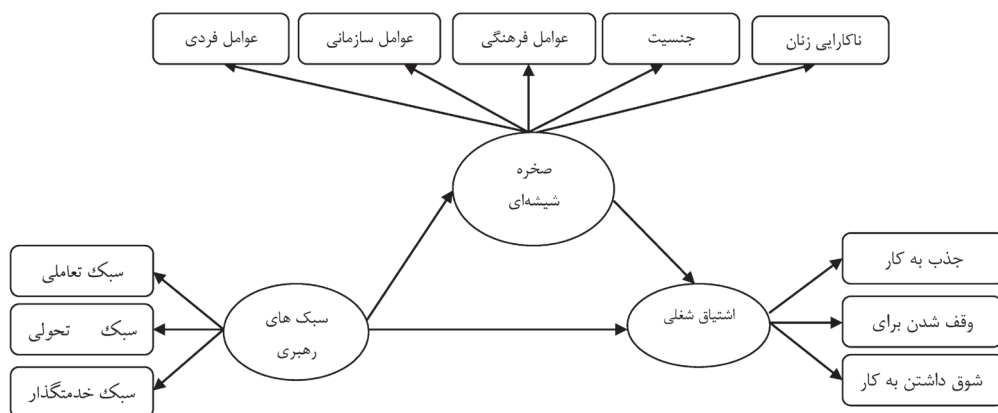 ناکارایی زنان
جنسیت
عوامل فرهنگی
عوامل سازمانی
عوامل فردی
صخره
شیشه‌ای
جذب به کار
وقف شدن برای
شوق داشتن به کار
اشتیاق شغلی
سبک های
رهبری
سبک تعاملی
سبک تحولی
سبک خدمتگذار